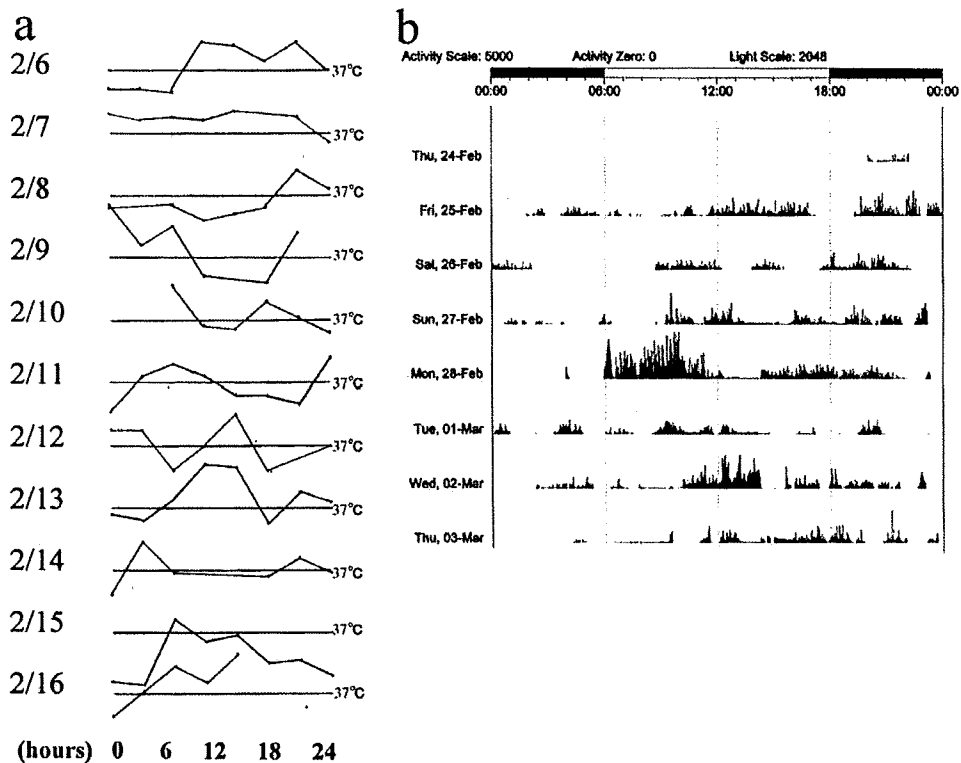 a
2/6 37°C
2/7 37°C
2/8 37°C
2/9 37°C
2/10 37°C
2/11 37°C
2/12 37°C
2/13 37°C
2/14 37°C
2/15 37°C
2/16 37°C
(hours) 0 6 12 18 24
b
Activity Scale: 5000 Activity Zero: 0 Light Scale: 2048
00:00 06:00 12:00 18:00 00:00
Thu, 24-Feb
Fri, 25-Feb
Sat, 26-Feb
Sun, 27-Feb
Mon, 28-Feb
Tue, 01-Mar
Wed, 02-Mar
Thu, 03-Mar